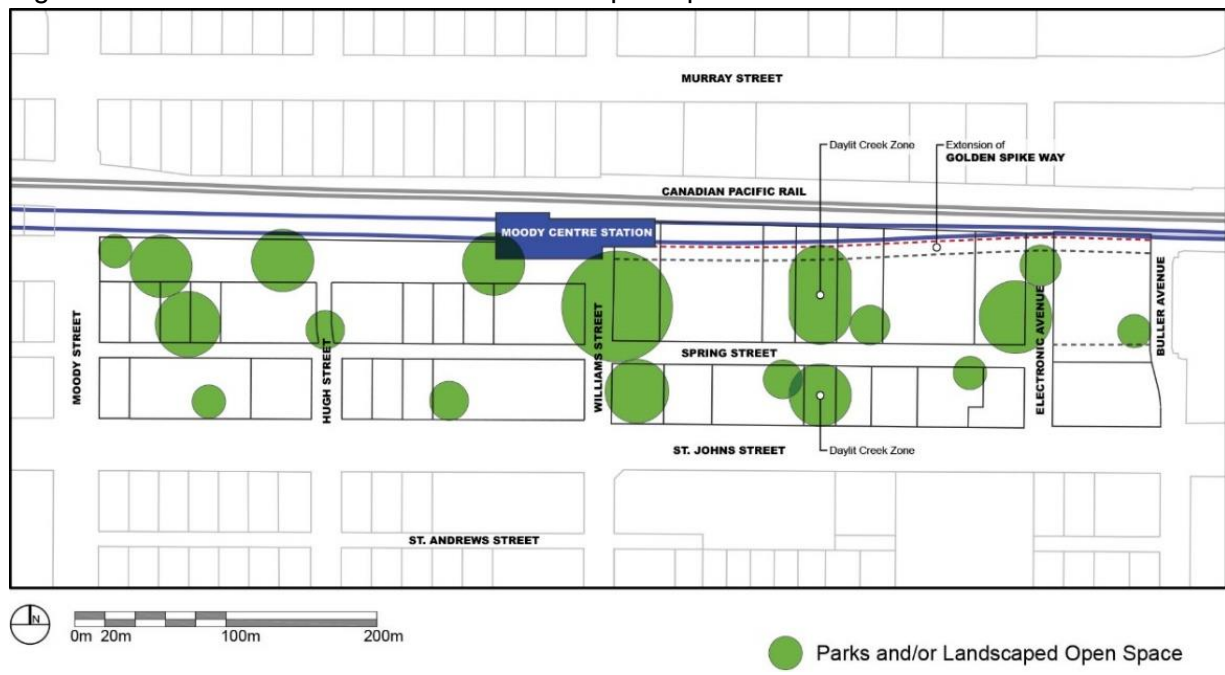 MURRAY STREET
Daylit Creek Zone
Extension of
GOLDEN SPIKE WAY
CANADIAN PACIFIC RAIL
MOODY CENTRE STATION
MOODY STREET
HUGH STREET
WILLIAMS STREET
SPRING STREET
ELECTRONIC AVENUE
BULLER AVENUE
ST. JOHNS STREET
Daylit Creek Zone
ST. ANDREWS STREET
N
0m 20m 100m 200m
Parks and/or Landscaped Open Space